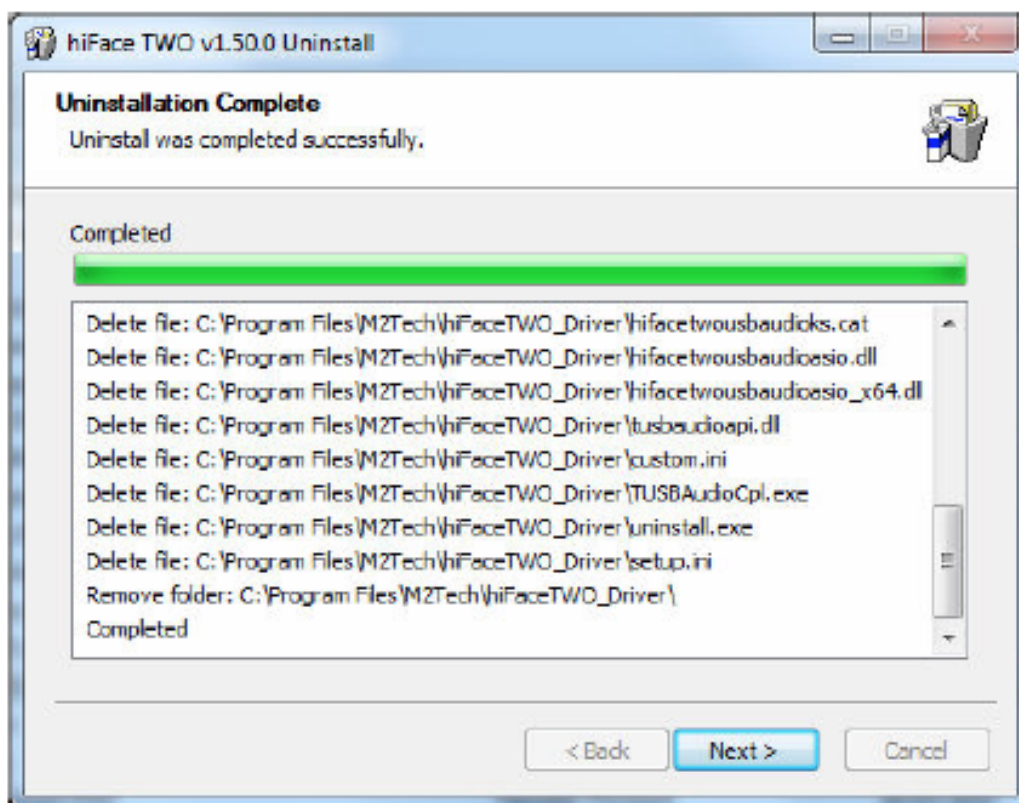 hiFace TWO v1.50.0 Uninstall
Uninstallation Complete
Uninstall was completed successfully.
Completed
Delete file: C:\Program Files\M2Tech\hiFaceTWO_Driver\hifacetwousbaudioks.cat
Delete file: C:\Program Files\M2Tech\hiFaceTWO_Driver\hifacetwousbaudioasio.dll
Delete file: C:\Program Files\M2Tech\hiFaceTWO_Driver\hifacetwousbaudioasio_x64.dll
Delete file: C:\Program Files\M2Tech\hiFaceTWO_Driver\tusbaudioapi.dll
Delete file: C:\Program Files\M2Tech\hiFaceTWO_Driver\custom.ini
Delete file: C:\Program Files\M2Tech\hiFaceTWO_Driver\TUSBAudioCpl.exe
Delete file: C:\Program Files\M2Tech\hiFaceTWO_Driver\uninstall.exe
Delete file: C:\Program Files\M2Tech\hiFaceTWO_Driver\setup.ini
Remove folder: C:\Program Files\M2Tech\hiFaceTWO_Driver\
Completed
< Back Next > Cancel